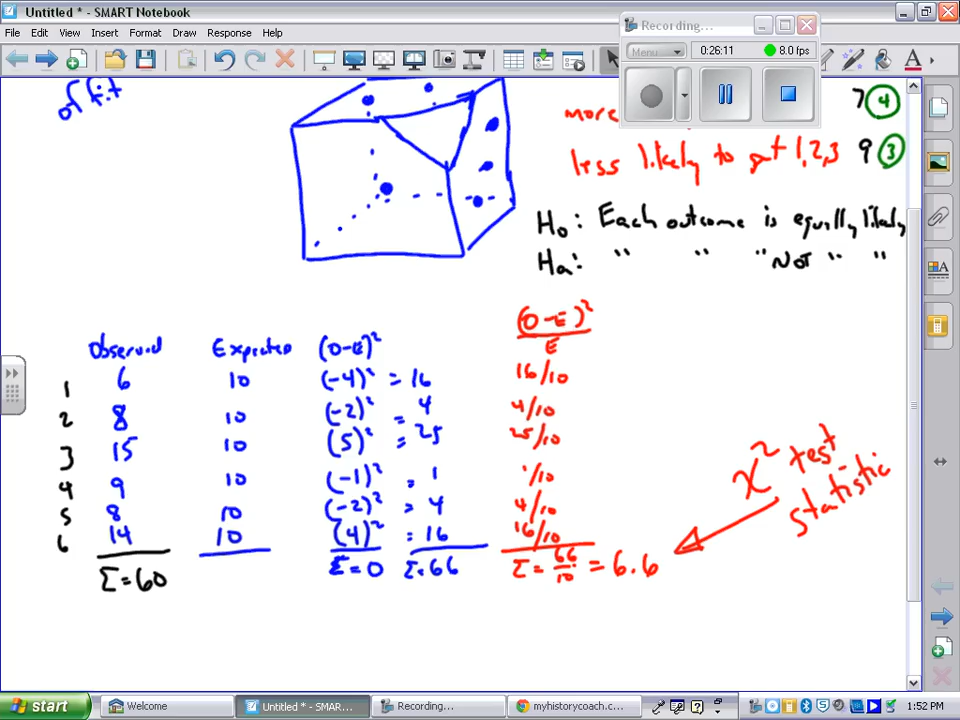 Untitled * - SMART Notebook
Recording...
File Edit View Insert Format Draw Response Help
Menu 0:26:11 8.0 fps
of fit
more
7 4
less likely to get 1,2,3 9 3
Ho: Each outcome is equally likely
Ha: " " " NOT " "
(O-E)²
E
Observed Expected (O-E)²
1 6 10 (-4)² = 16 16/10
2 8 10 (-2)² = 4 4/10
3 15 10 (5)² = 25 25/10
4 9 10 (-1)² = 1 1/10
5 8 10 (-2)² = 4 4/10
6 14 10 (4)² = 16 16/10
Σ=60 Σ=0 Σ=66 Σ= 66/10 = 6.6
χ² test
statistic
start Welcome Untitled * - SMAR... Recording... myhistorycoach.c... 1:52 PM